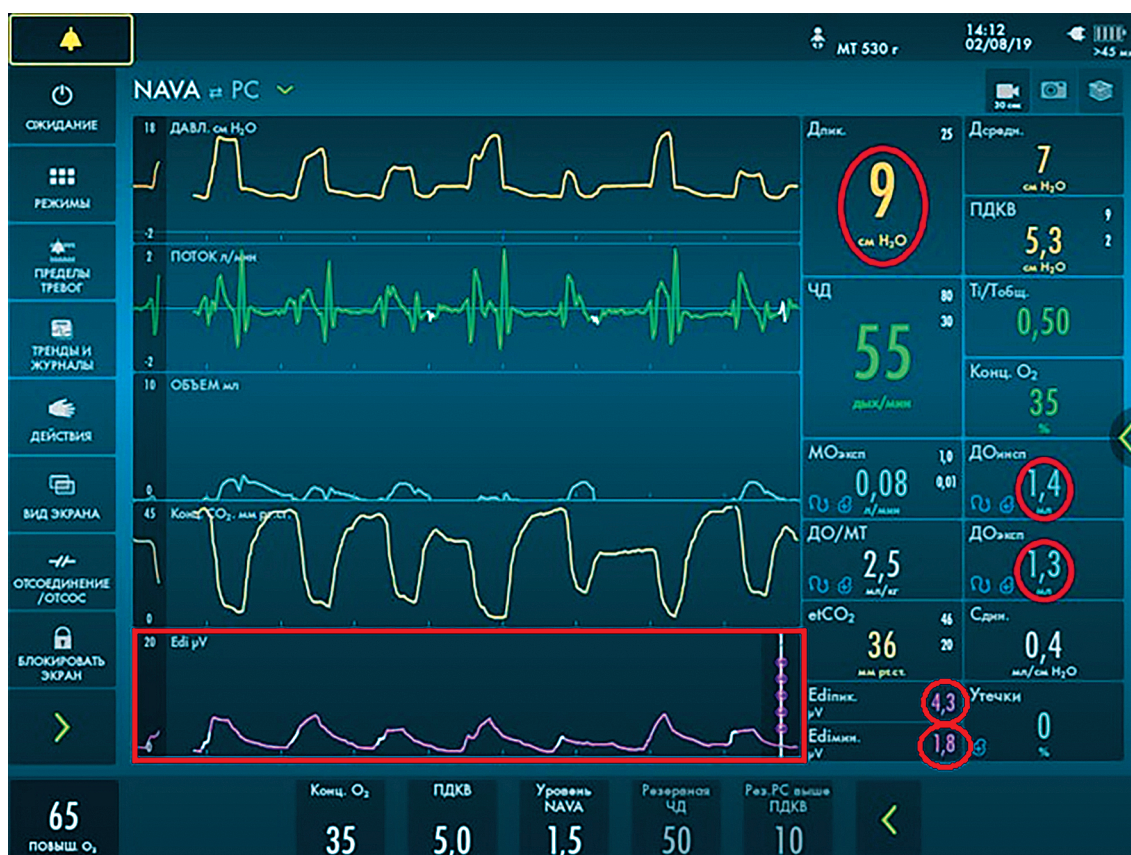 МТ 530 г
14:12
02/08/19
>45 м
ОЖИДАНИЕ
РЕЖИМЫ
ПРЕДЕЛЫ
ТРЕВОГ
ТРЕНДЫ И
ЖУРНАЛЫ
ДЕЙСТВИЯ
ВИД ЭКРАНА
ОТСОЕДИНЕНИЕ
/ОТСОС
БЛОКИРОВАТЬ
ЭКРАН
65
ПОВЫШ. O₂
NAVA ⇄ PC
30 сек
18 ДАВЛ. см H₂O
-2
2 ПОТОК л/мин
-2
10 ОБЪЕМ мл
0
45 Конц. CO₂. мм рт.ст.
0
20 Edi µV
0
Дпик. 25
9
см H₂O
Дсредн.
7
см H₂O
ПДКВ 9
5,3 2
см H₂O
ЧД 80
30
55
дых/мин
Ti/Tобщ.
0,50
Конц. O₂
35
%
МОэксп 1,0
0,08 0,01
л/мин
ДОинсп
1,4
мл
ДО/МТ
2,5
мл/кг
ДОэксп
1,3
мл
etCO₂ 46
36 20
мм рт.ст.
Сдин.
0,4
мл/см H₂O
Ediпик. 4,3
µV
Ediмин. 1,8
µV
Утечки
0
%
Конц. O₂
35
ПДКВ
5,0
Уровень
NAVA
1,5
Резервная
ЧД
50
Рез.PC выше
ПДКВ
10